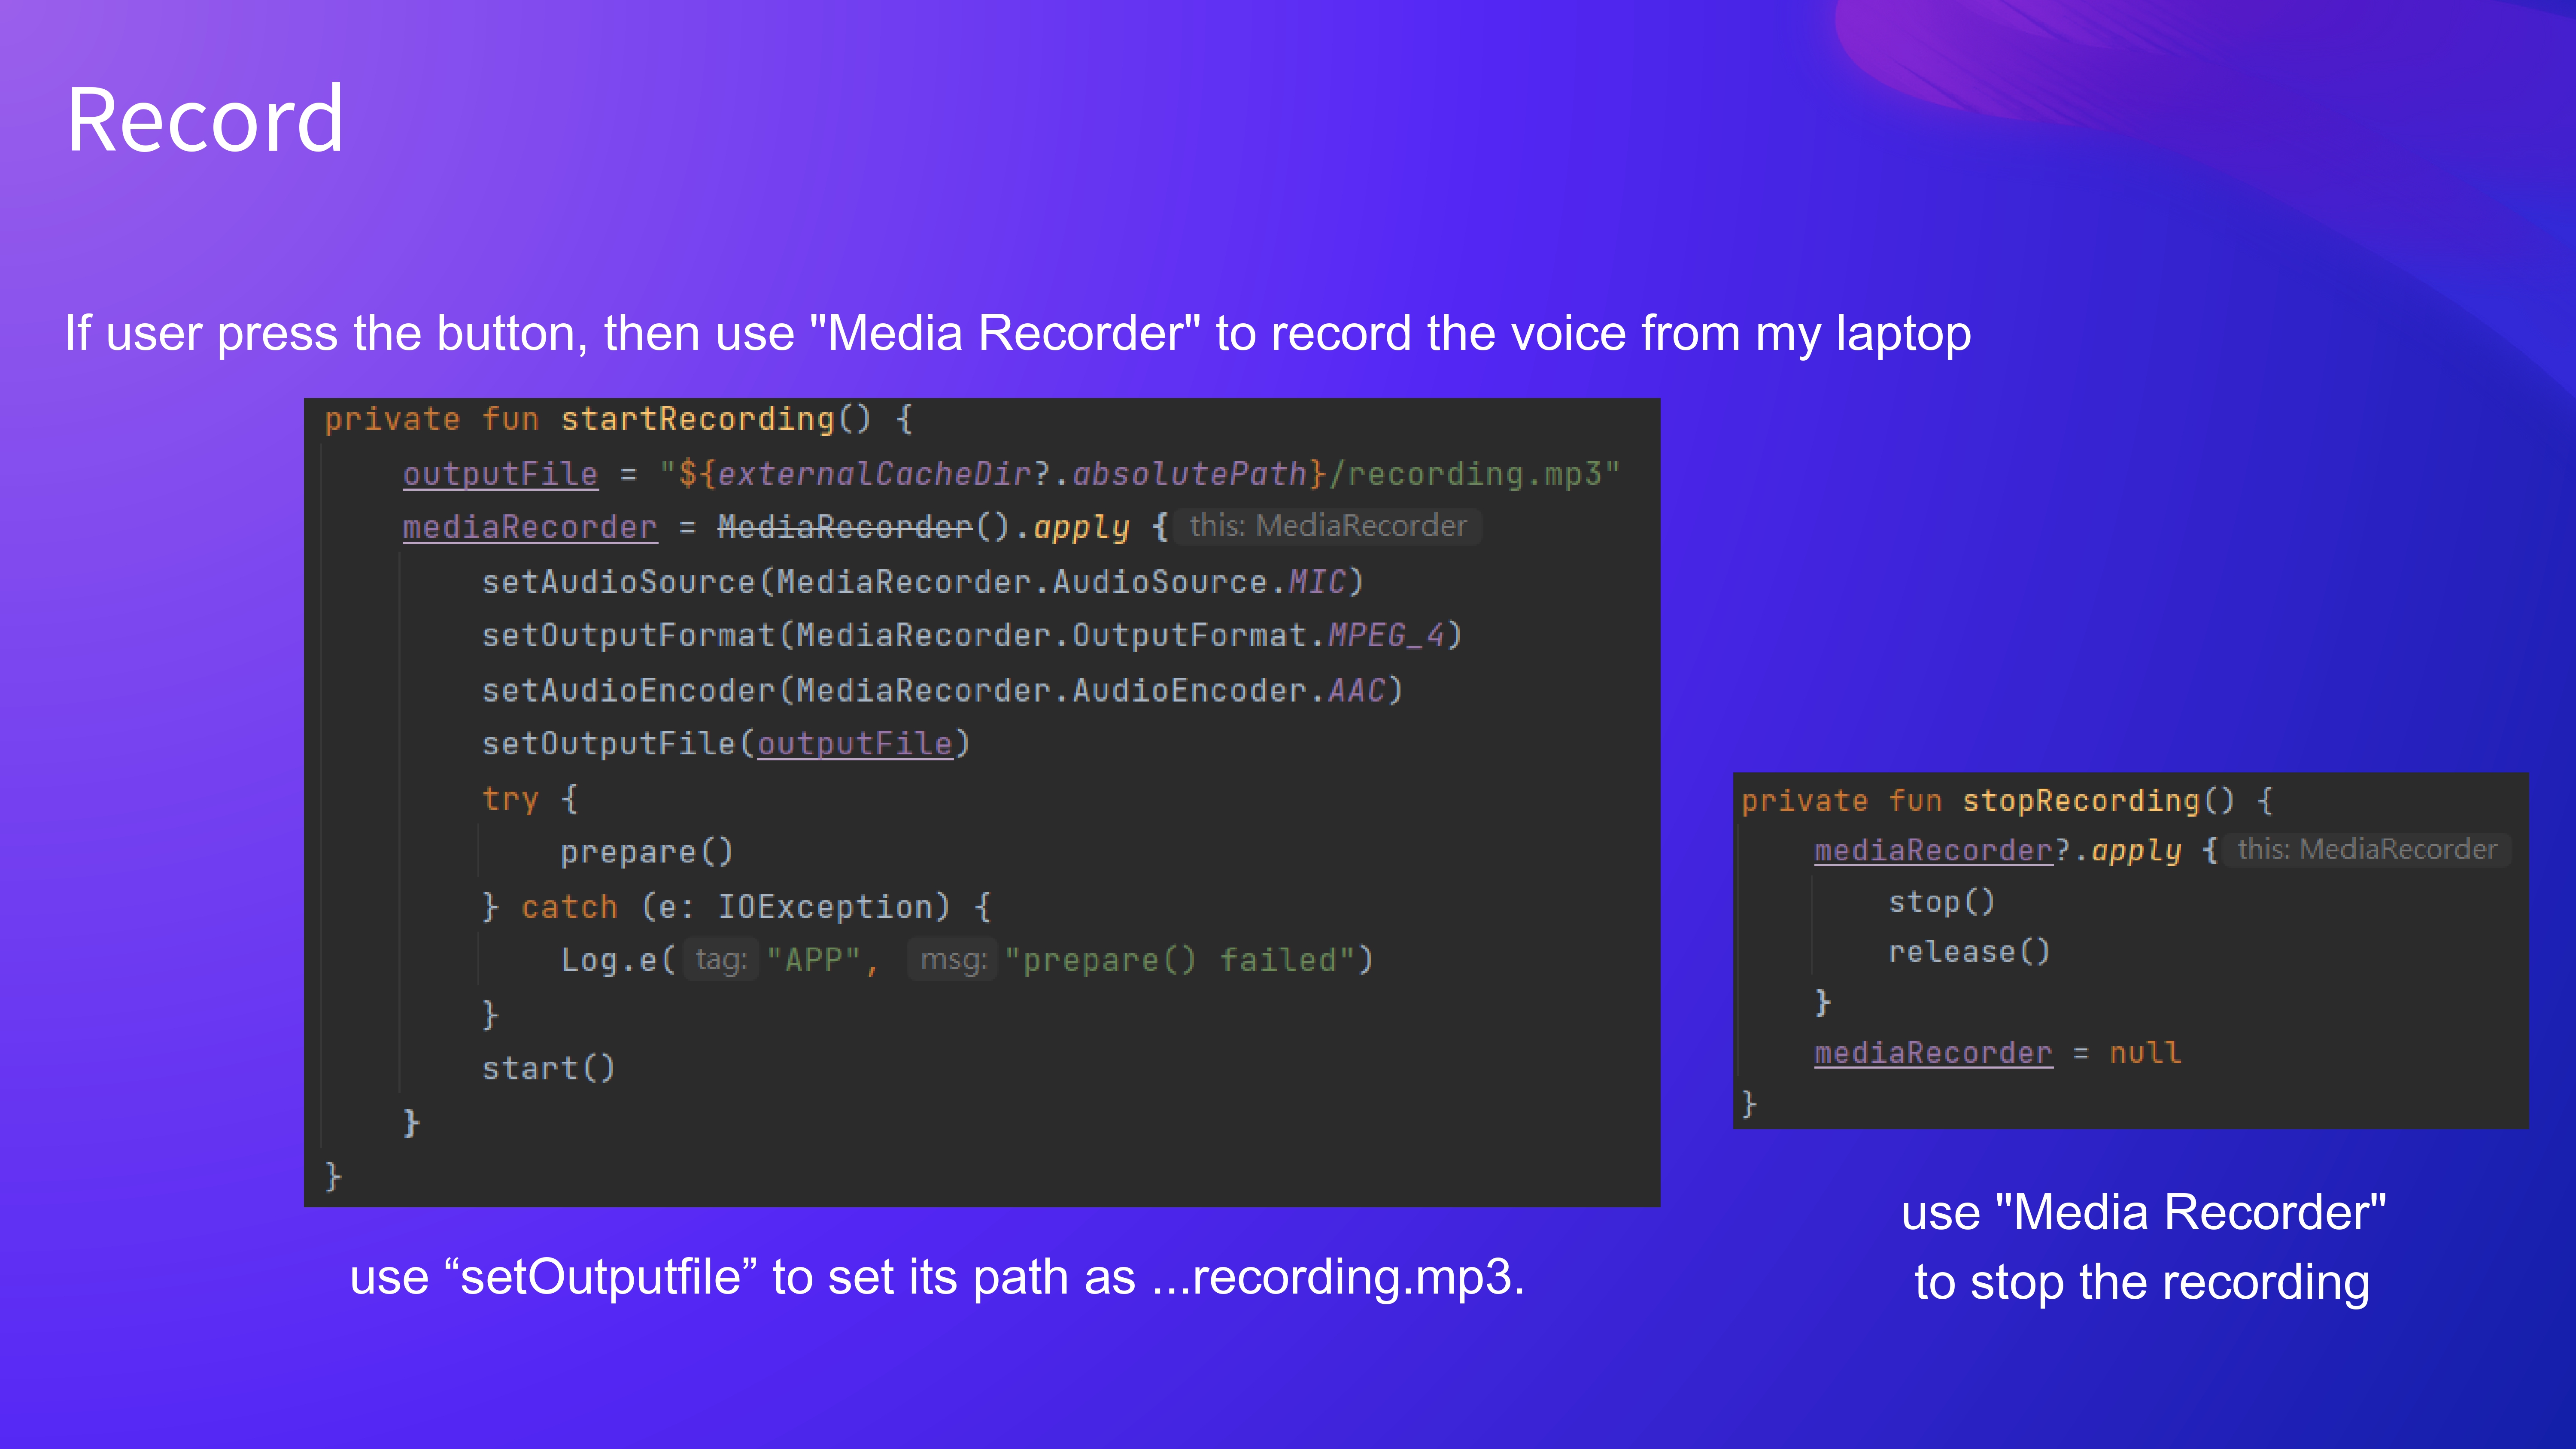 Record
If user press the button, then use "Media Recorder" to record the voice from my laptop
private fun startRecording() {
outputFile = "${externalCacheDir?.absolutePath}/recording.mp3"
mediaRecorder = MediaRecorder().apply { this: MediaRecorder
setAudioSource(MediaRecorder.AudioSource.MIC)
setOutputFormat(MediaRecorder.OutputFormat.MPEG_4)
setAudioEncoder(MediaRecorder.AudioEncoder.AAC)
setOutputFile(outputFile)
try {
prepare()
} catch (e: IOException) {
Log.e( tag: "APP", msg: "prepare() failed")
}
start()
}
}
use “setOutputfile” to set its path as ...recording.mp3.
private fun stopRecording() {
mediaRecorder?.apply { this: MediaRecorder
stop()
release()
}
mediaRecorder = null
}
use "Media Recorder"
to stop the recording